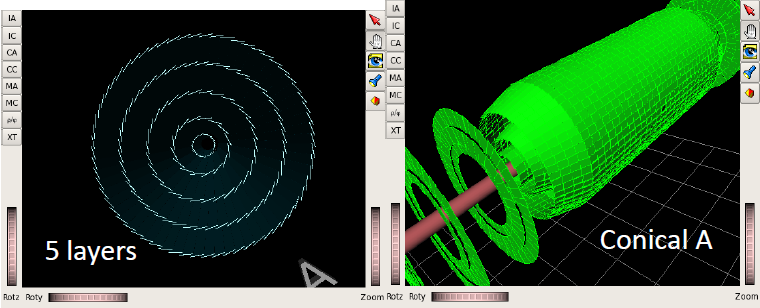 IA
IC
CA
CC
MA
MC
ρ/φ
XT
5 layers
A
Rotz Roty Zoom
IA
IC
CA
CC
MA
MC
ρ/φ
XT
Conical A
Rotz Roty Zoom